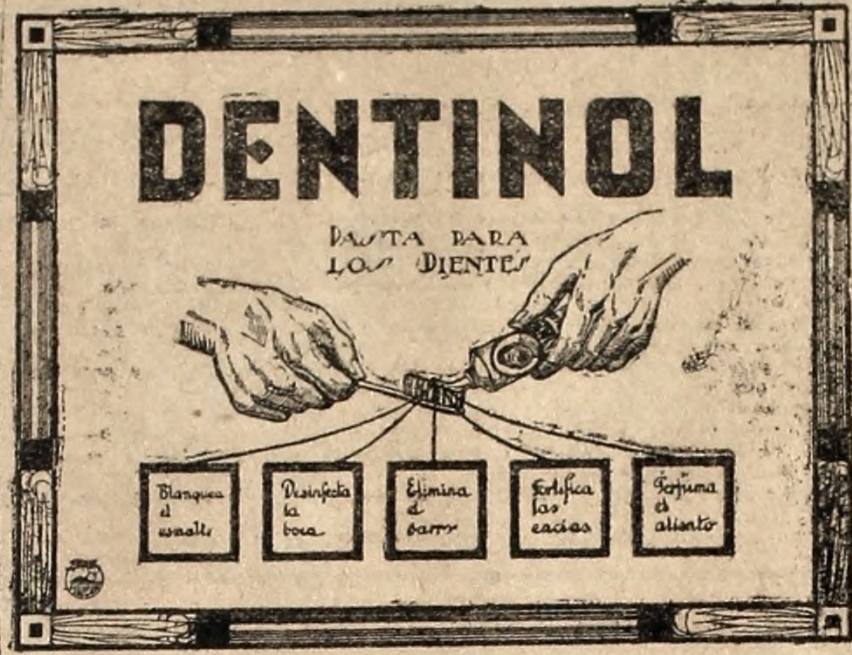 DENTINOL
PASTA PARA
LOS DIENTES
Blanquea
el
esmalte
Desinfecta
la
boca
Elimina
el
sarro
Fortifica
las
encías
Perfuma
el
aliento